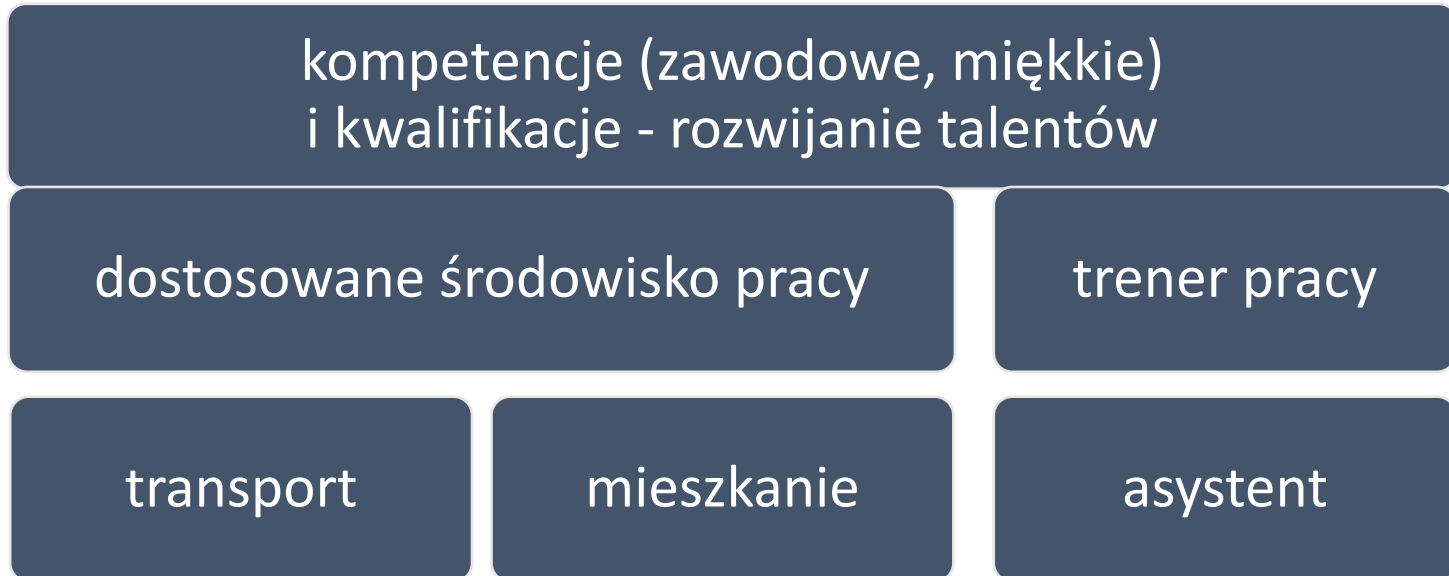 kompetencje (zawodowe, miękkie)
i kwalifikacje - rozwijanie talentów
dostosowane środowisko pracy
trener pracy
transport
mieszkanie
asystent